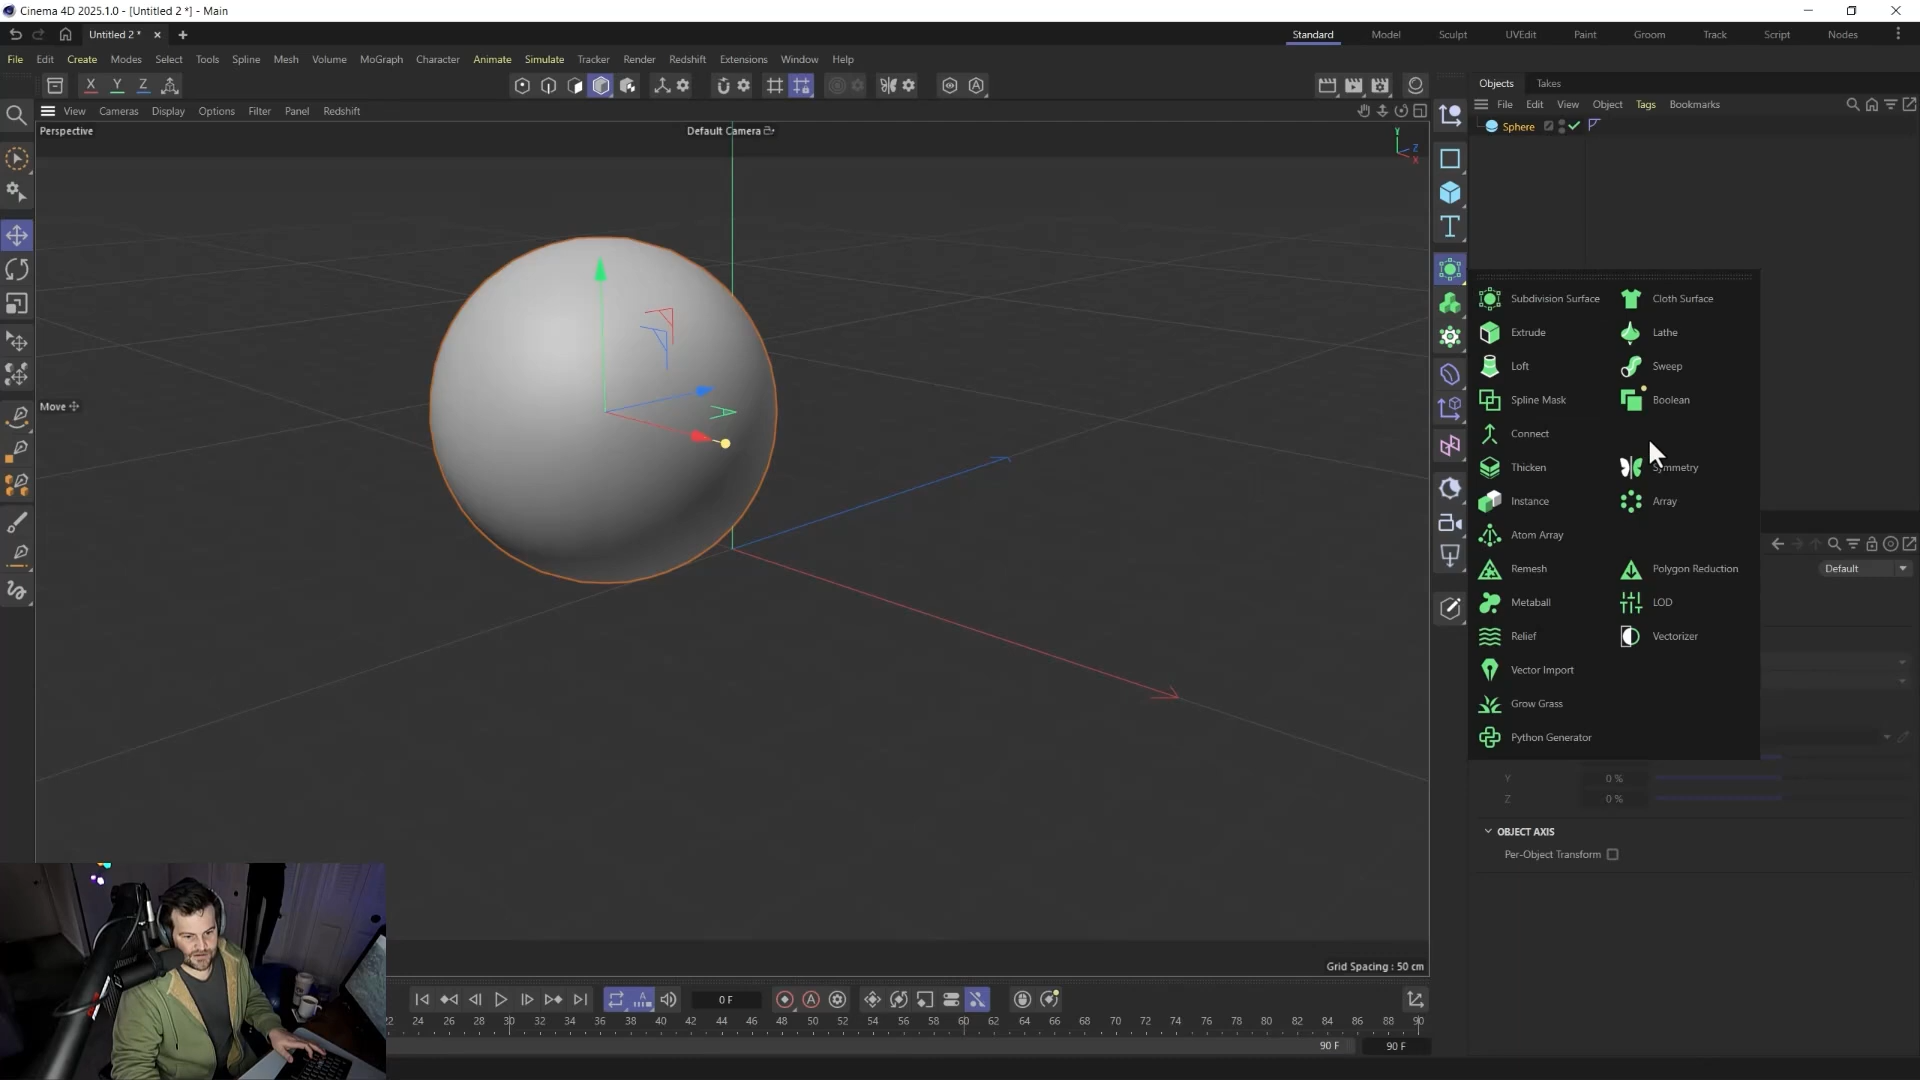 Cinema 4D 2025.1.0 - [Untitled 2 *] - Main
Untitled 2 *
Standard Model Sculpt UVEdit Paint Groom Track Script Nodes
File Edit Create Modes Select Tools Spline Mesh Volume MoGraph Character Animate Simulate Tracker Render Redshift Extensions Window Help
X Y Z
Objects Takes
View Cameras Display Options Filter Panel Redshift
File Edit View Object Tags Bookmarks
Perspective
Default Camera
Y
Z
X
Sphere
Subdivision Surface Cloth Surface
Extrude Lathe
Loft Sweep
Spline Mask Boolean
Move
Connect
Thicken Symmetry
Instance Array
Atom Array
Remesh Polygon Reduction
Default
Metaball LOD
Relief Vectorizer
Vector Import
Grow Grass
Python Generator
Y 0 %
Z 0 %
OBJECT AXIS
Per-Object Transform
Grid Spacing : 50 cm
0 F
22 24 26 28 30 32 34 36 38 40 42 44 46 48 50 52 54 56 58 60 62 64 66 68 70 72 74 76 78 80 82 84 86 88 90
90 F 90 F